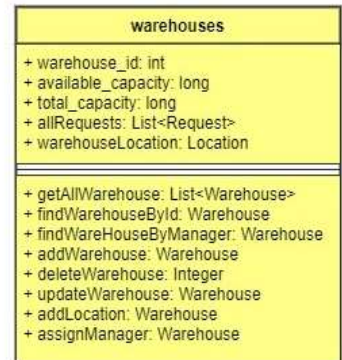 warehouses
+ warehouse_id: int
+ available_capacity: long
+ total_capacity: long
+ allRequests: List<Request>
+ warehouseLocation: Location
+ getAllWarehouse: List<Warehouse>
+ findWarehouseById: Warehouse
+ findWareHouseByManager: Warehouse
+ addWarehouse: Warehouse
+ deleteWarehouse: Integer
+ updateWarehouse: Warehouse
+ addLocation: Warehouse
+ assignManager: Warehouse